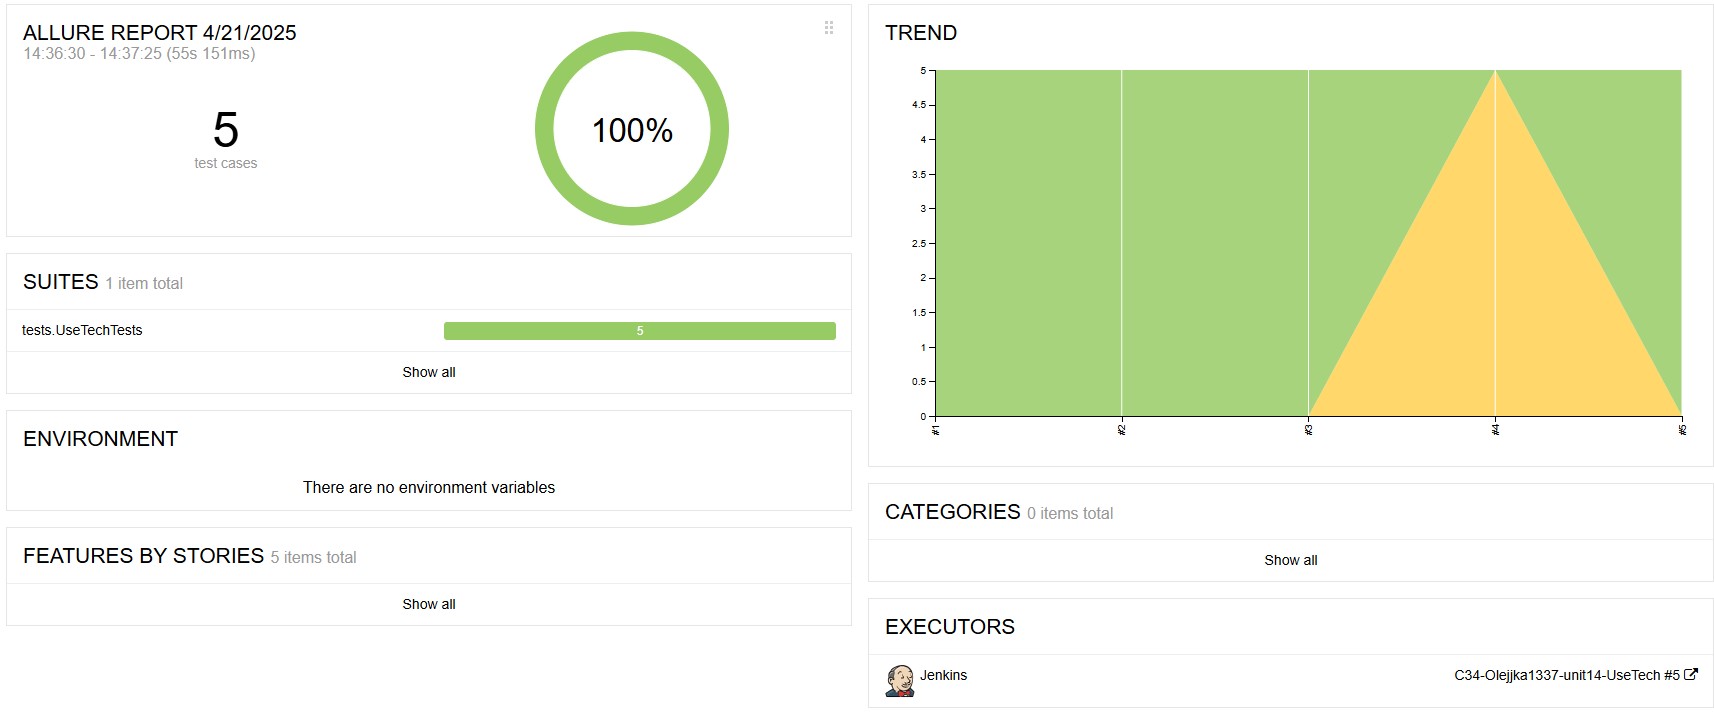 ALLURE REPORT 4/21/2025
14:36:30 - 14:37:25 (55s 151ms)
5
test cases
100%
SUITES 1 item total
tests.UseTechTests
5
Show all
ENVIRONMENT
There are no environment variables
FEATURES BY STORIES 5 items total
Show all
TREND
5
4.5
4
3.5
3
2.5
2
1.5
1
0.5
0
#1
#2
#3
#4
#5
CATEGORIES 0 items total
Show all
EXECUTORS
Jenkins
C34-Olejjka1337-unit14-UseTech #5